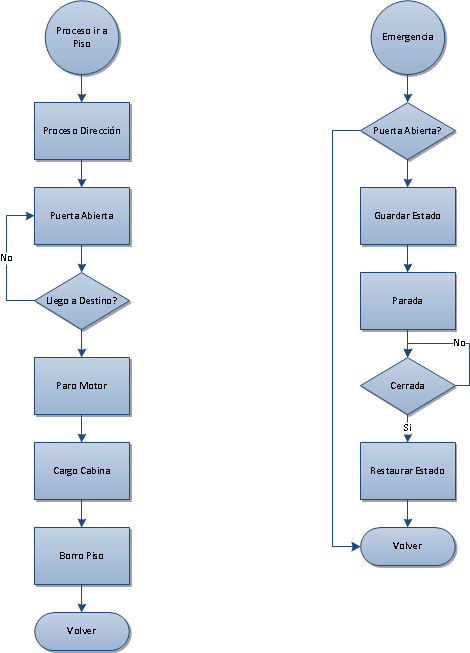 Proceso ir a
Piso
Proceso Dirección
Puerta Abierta
No
Llego a Destino?
Paro Motor
Cargo Cabina
Borro Piso
Volver
Emergencia
Puerta Abierta?
Guardar Estado
Parada
No
Cerrada
Si
Restaurar Estado
Volver